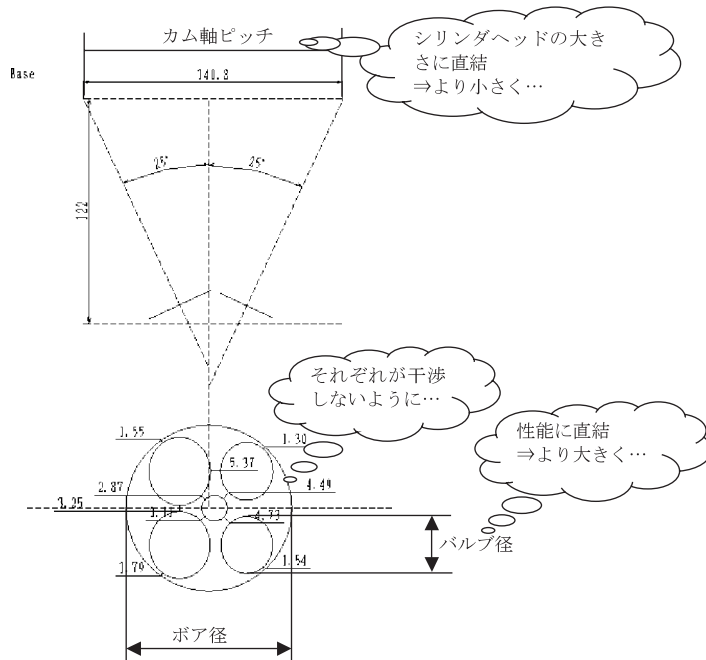 カム軸ピッチ
シリンダヘッドの大き
さに直結
⇒より小さく…
Base
140.8
25°
25°
122
それぞれが干渉
しないように…
性能に直結
⇒より大きく…
1.55
1.30
5.37
2.87
4.49
3.05
4.73
バルブ径
1.79
1.54
ボア径